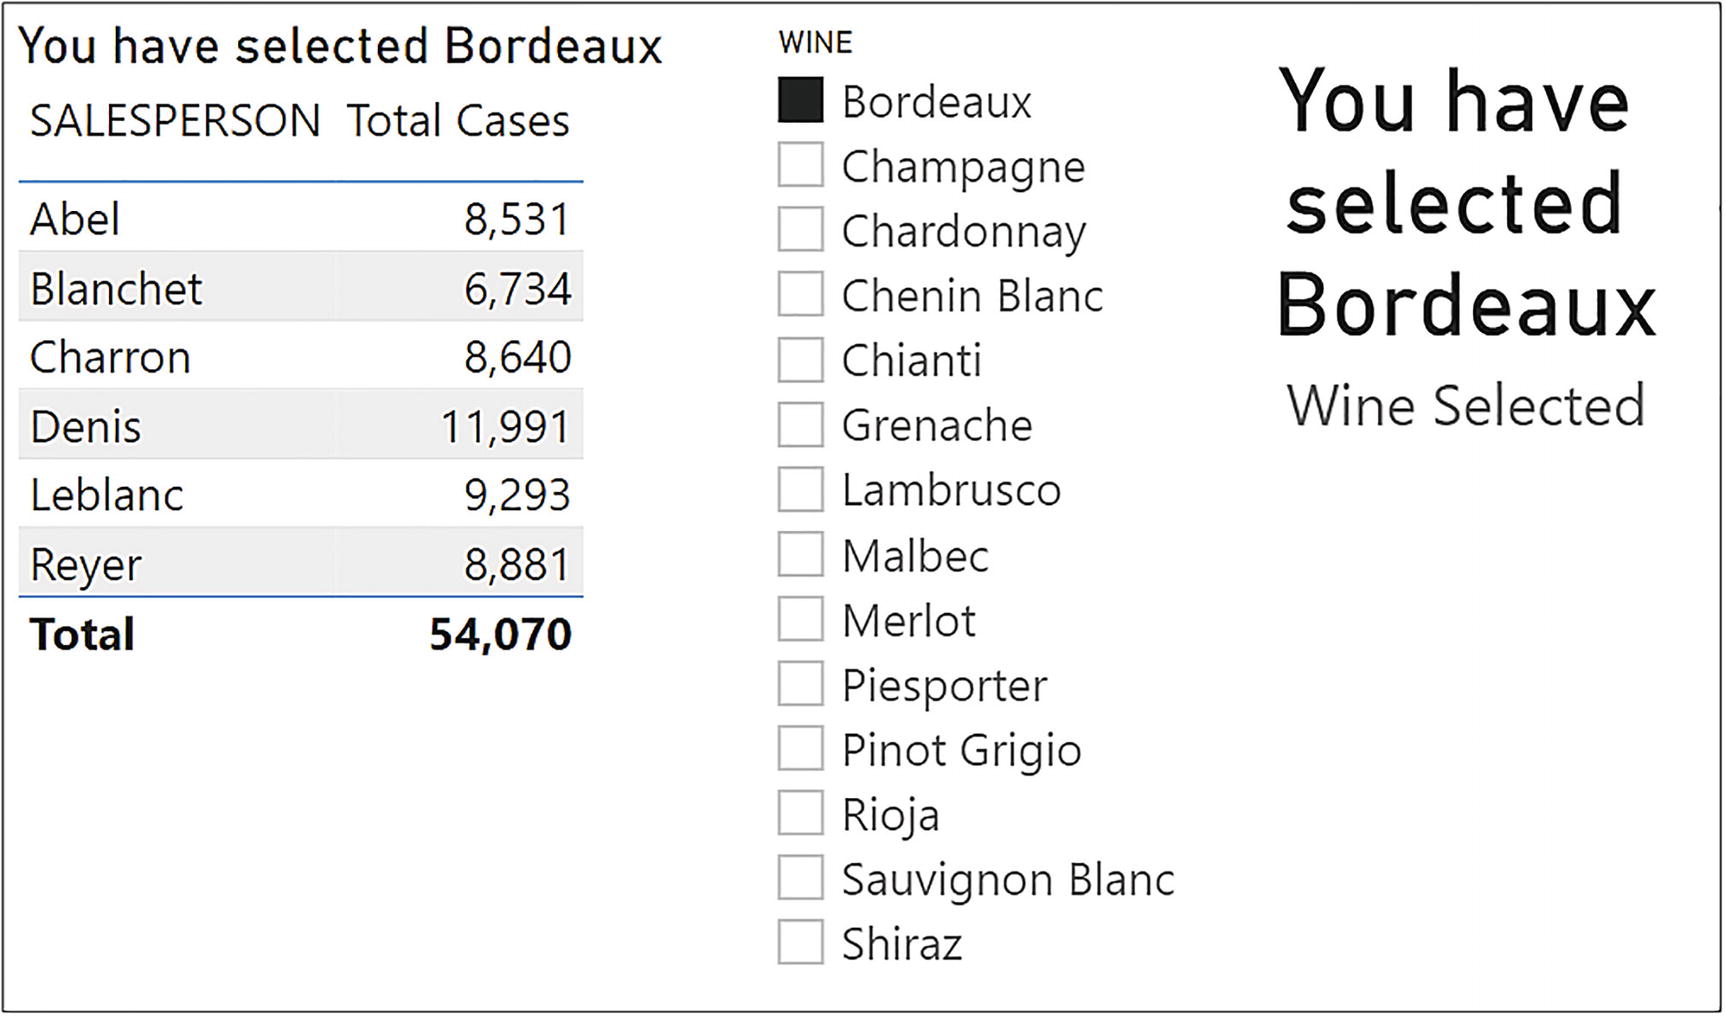 You have selected Bordeaux
SALESPERSON Total Cases
Abel 8,531
Blanchet 6,734
Charron 8,640
Denis 11,991
Leblanc 9,293
Reyer 8,881
Total 54,070
WINE
Bordeaux
Champagne
Chardonnay
Chenin Blanc
Chianti
Grenache
Lambrusco
Malbec
Merlot
Piesporter
Pinot Grigio
Rioja
Sauvignon Blanc
Shiraz
You have
selected
Bordeaux
Wine Selected